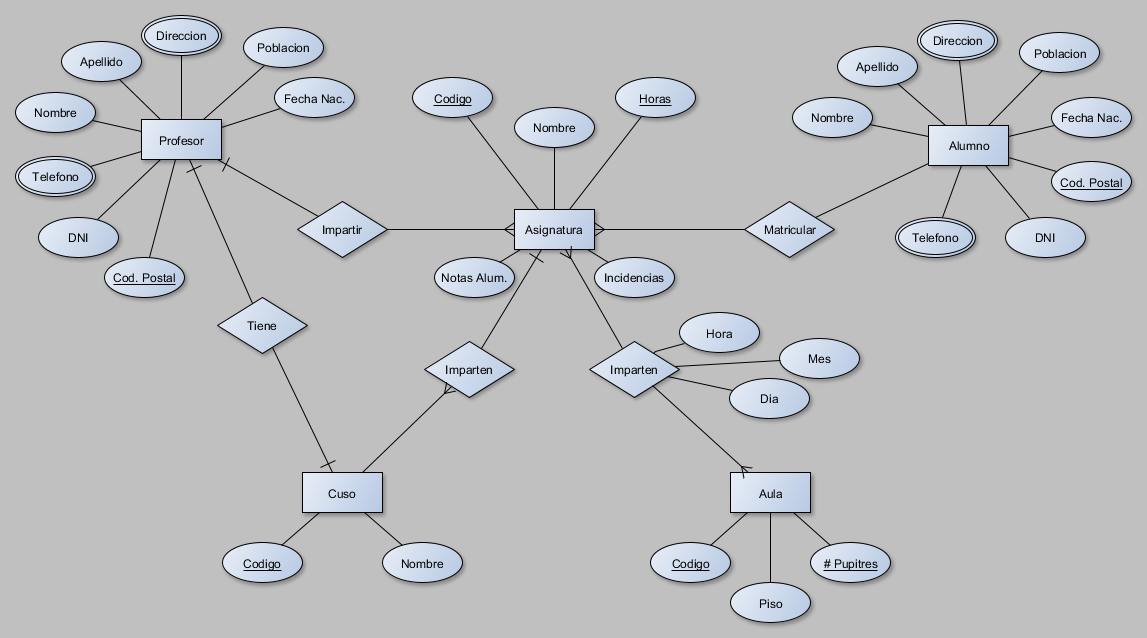 Direccion
Apellido
Poblacion
Fecha Nac.
Nombre
Profesor
Telefono
DNI
Cod. Postal
Codigo
Nombre
Horas
Direccion
Apellido
Poblacion
Nombre
Fecha Nac.
Alumno
Cod. Postal
Telefono
DNI
Impartir
Asignatura
Matricular
Notas Alum.
Incidencias
Tiene
Imparten
Imparten
Hora
Mes
Dia
Cuso
Aula
Codigo
Nombre
Codigo
# Pupitres
Piso